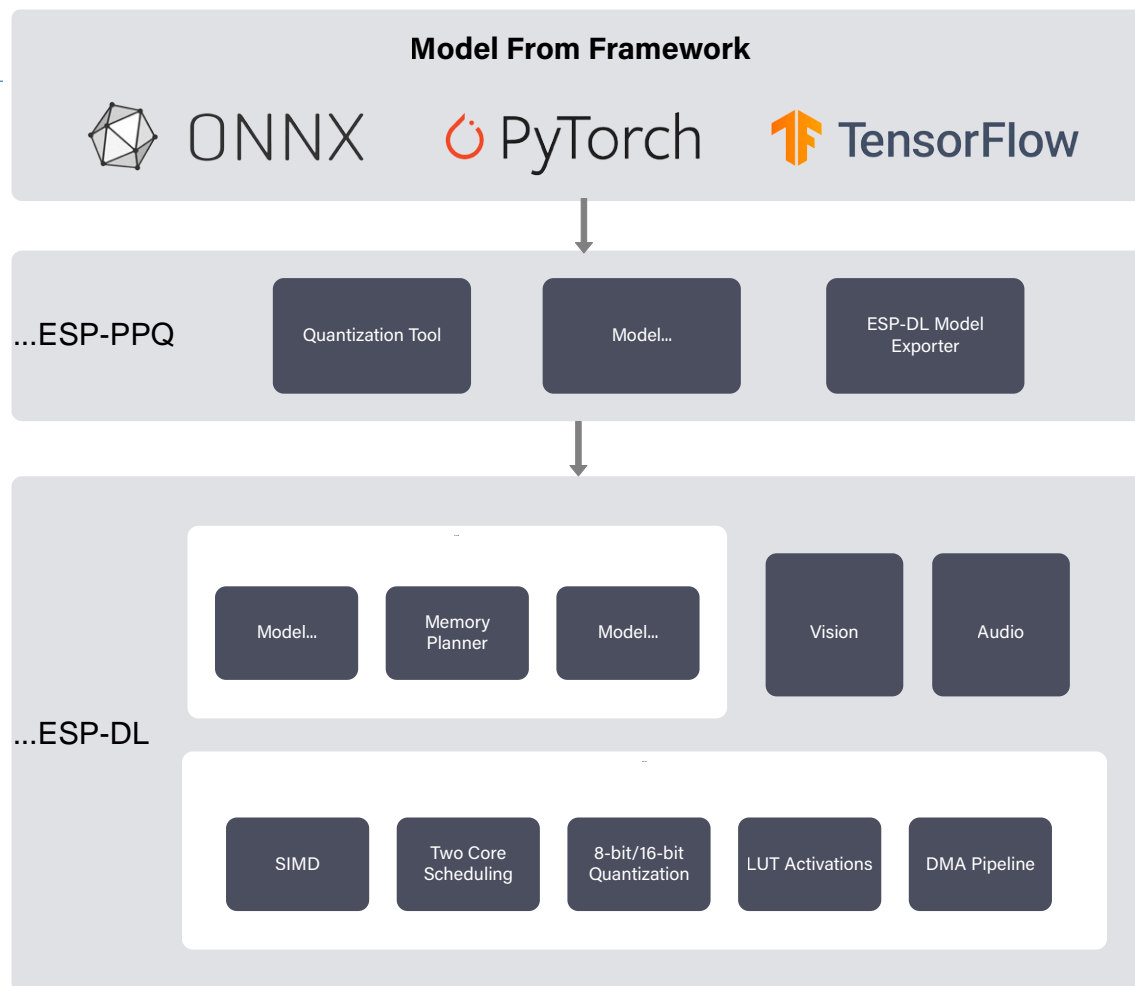 Model From Framework
ONNX
PyTorch
TensorFlow
...ESP-PPQ
Quantization Tool
Model...
ESP-DL Model
Exporter
...ESP-DL
Model...
Memory
Planner
Model...
Vision
Audio
SIMD
Two Core
Scheduling
8-bit/16-bit
Quantization
LUT Activations
DMA Pipeline